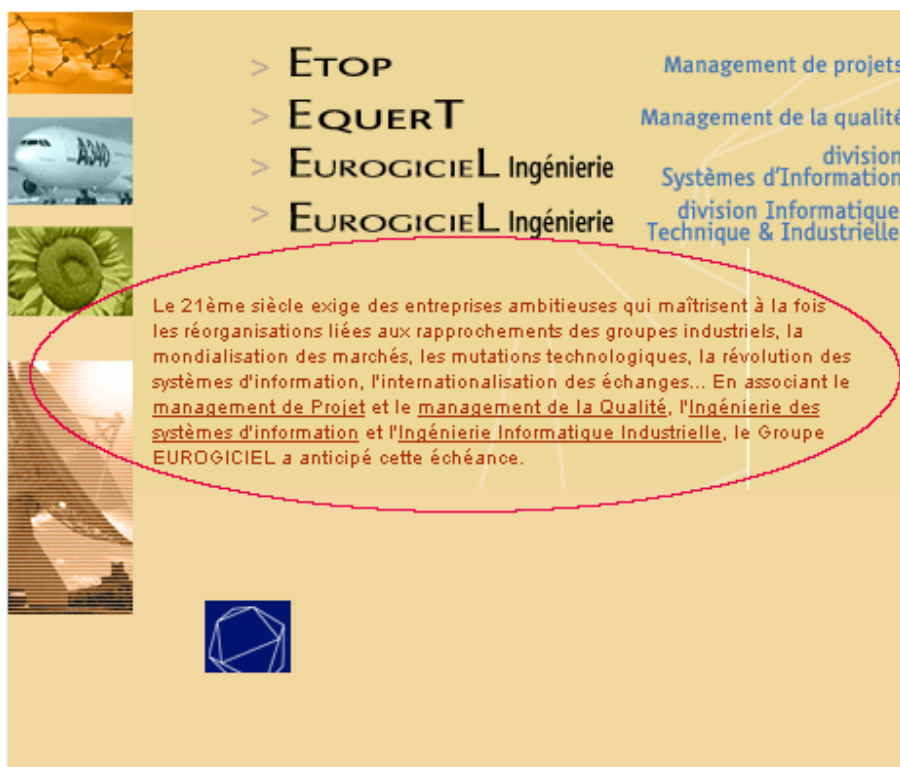 A340
> ETOP Management de projets
> EQUERT Management de la qualité
> EUROGICIEL Ingénierie division
Systèmes d'Information
> EUROGICIEL Ingénierie division Informatique
Technique & Industrielle
Le 21ème siècle exige des entreprises ambitieuses qui maîtrisent à la fois
les réorganisations liées aux rapprochements des groupes industriels, la
mondialisation des marchés, les mutations technologiques, la révolution des
systèmes d'information, l'internationalisation des échanges... En associant le
management de Projet et le management de la Qualité, l'Ingénierie des
systèmes d'information et l'Ingénierie Informatique Industrielle, le Groupe
EUROGICIEL a anticipé cette échéance.